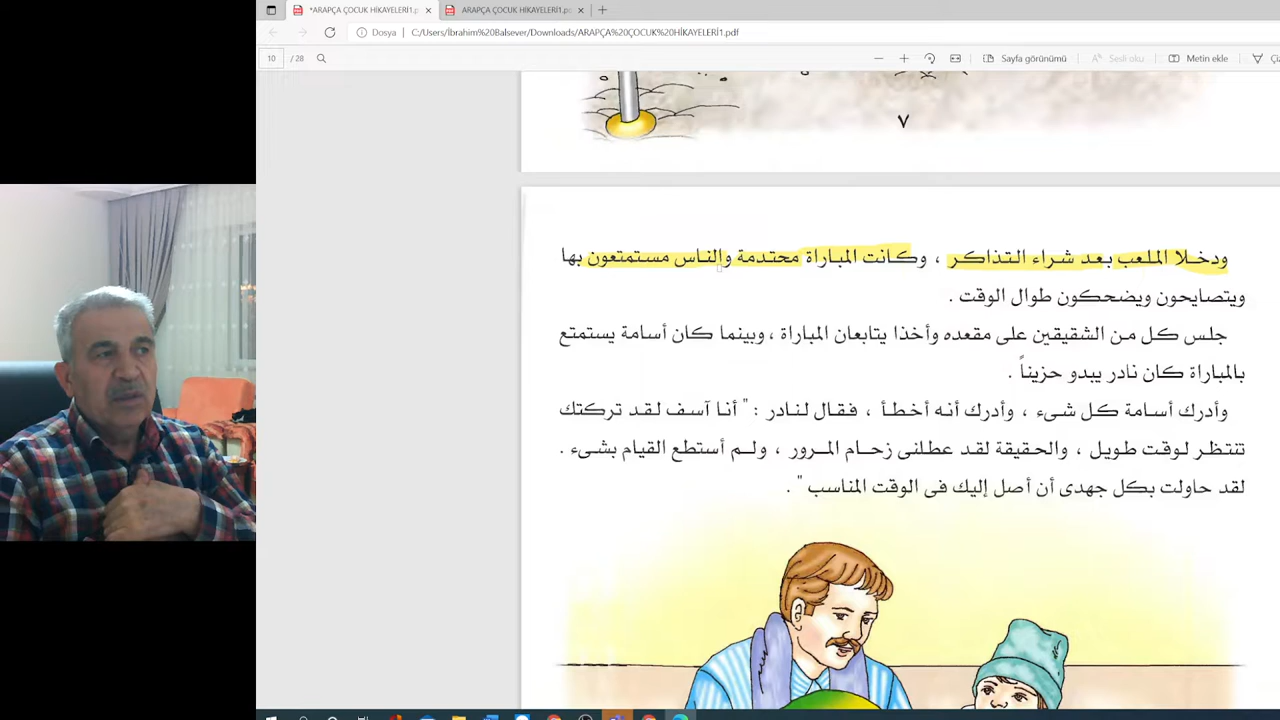 *ARAPÇA ÇOCUK HİKAYELERİ1.p
ARAPÇA ÇOCUK HİKAYELERİ1.p
Dosya
C:/Users/İbrahim%20Balsever/Downloads/ARAPÇA%20ÇOCUK%20HİKAYELERİ1.pdf
10 / 28
Sayfa görünümü
Sesli oku
Metin ekle
٧
ودخلا الملعب بعد شراء التذاكر ، وكانت المباراة محتدمة والناس مستمتعون بها
ويتصايحون ويضحكون طوال الوقت .
جلس كل من الشقيقين على مقعده وأخذا يتابعان المباراة ، وبينما كان أسامة يستمتع
بالمباراة كان نادر يبدو حزيناً .
وأدرك أسامة كل شىء ، وأدرك أنه أخطأ ، فقال لنادر : " أنا آسف لقد تركتك
تنتظر لوقت طويل ، والحقيقة لقد عطلنى زحام المرور ، ولم أستطع القيام بشىء .
لقد حاولت بكل جهدى أن أصل إليك فى الوقت المناسب " .